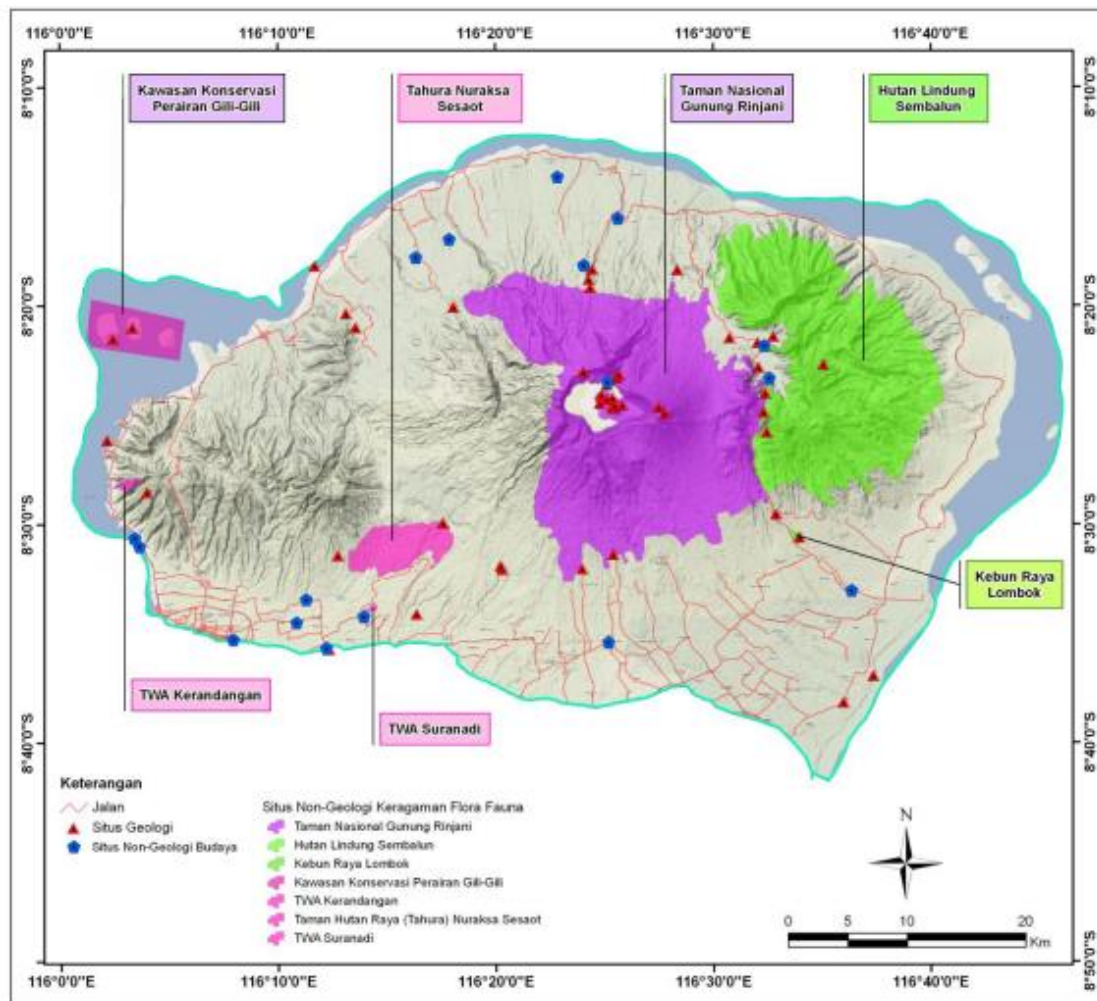 116°0'0"E 116°10'0"E 116°20'0"E 116°30'0"E 116°40'0"E
8°10'0"S
8°10'0"S
Kawasan Konservasi
Perairan Gili-Gili
Tahura Nuraksa
Sesaot
Taman Nasional
Gunung Rinjani
Hutan Lindung
Sembalun
8°20'0"S
8°20'0"S
8°30'0"S
8°30'0"S
Kebun Raya
Lombok
TWA Kerandangan
TWA Suranadi
8°40'0"S
8°40'0"S
Keterangan
Jalan
Situs Geologi
Situs Non-Geologi Budaya
Situs Non-Geologi Keragaman Flora Fauna
Taman Nasional Gunung Rinjani
Hutan Lindung Sembalun
Kebun Raya Lombok
Kawasan Konservasi Perairan Gili-Gili
TWA Kerandangan
Taman Hutan Raya (Tahura) Nuraksa Sesaot
TWA Suranadi
N
0 5 10 20
Km
8°50'0"S
116°0'0"E 116°10'0"E 116°20'0"E 116°30'0"E 116°40'0"E